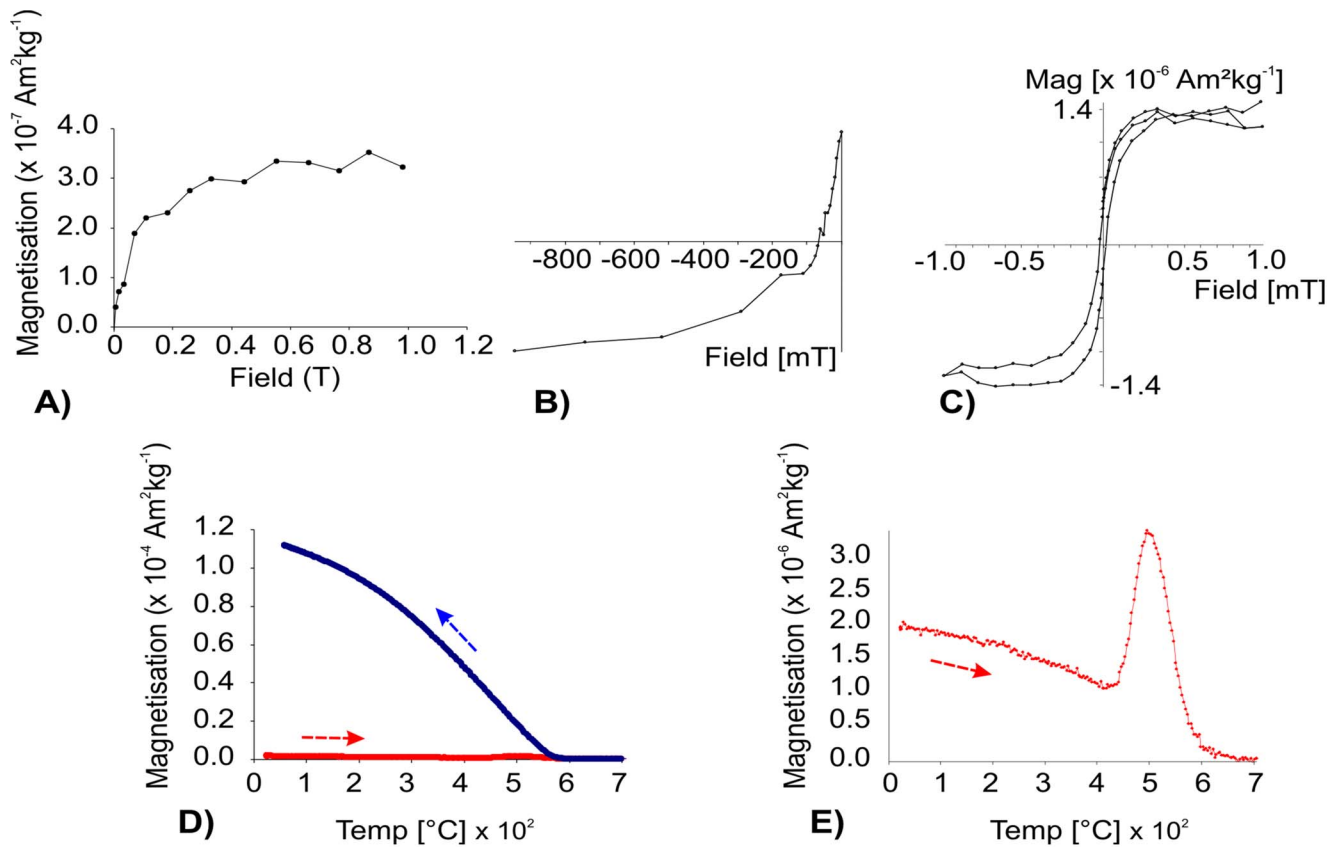 Magnetisation (x 10⁻⁷ Am²kg⁻¹)
4.0
3.0
2.0
1.0
0.0
0 0.2 0.4 0.6 0.8 1.0 1.2
Field (T)
A)
-800 -600 -400 -200
Field [mT]
B)
Mag [x 10⁻⁶ Am²kg⁻¹]
1.4
-1.0 -0.5 0.5 1.0
Field [mT]
-1.4
C)
Magnetisation (x 10⁻⁴ Am²kg⁻¹)
1.2
1.0
0.8
0.6
0.4
0.2
0.0
0 1 2 3 4 5 6 7
D)
Temp [°C] x 10²
Magnetisation (x 10⁻⁶ Am²kg⁻¹)
3.0
2.5
2.0
1.5
1.0
0.5
0.0
0 1 2 3 4 5 6 7
E)
Temp [°C] x 10²